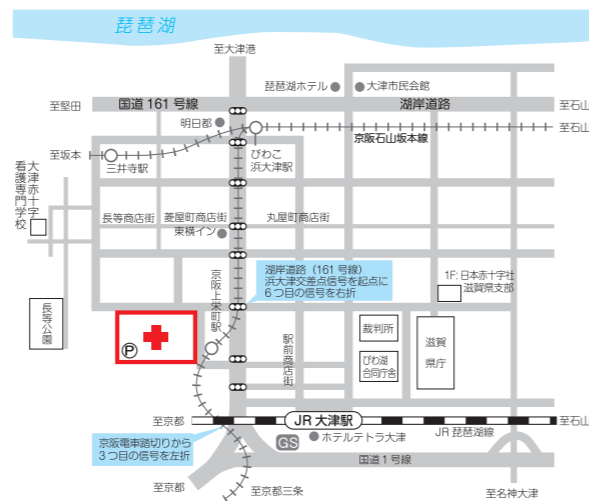 琵琶湖
至大津港
琵琶湖ホテル
大津市民会館
至堅田
国道161号線
湖岸道路
至石山
明日都
京阪石山坂本線
至石山
至坂本
三井寺駅
びわこ
浜大津駅
大津赤十字
看護専門学校
長等商店街
菱屋町商店街
丸屋町商店街
東横イン
湖岸道路（161号線）
浜大津交差点信号を起点に
6つ目の信号を右折
1F:日本赤十字社
滋賀県支部
京阪上栄町駅
長等公園
P
駅前商店街
裁判所
びわ湖
合同庁舎
滋賀
県庁
至京都
JR大津駅
至石山
JR琵琶湖線
京阪電車踏切りから
3つ目の信号を左折
GS
ホテルテトラ大津
国道1号線
至京都
至京都三条
至名神大津